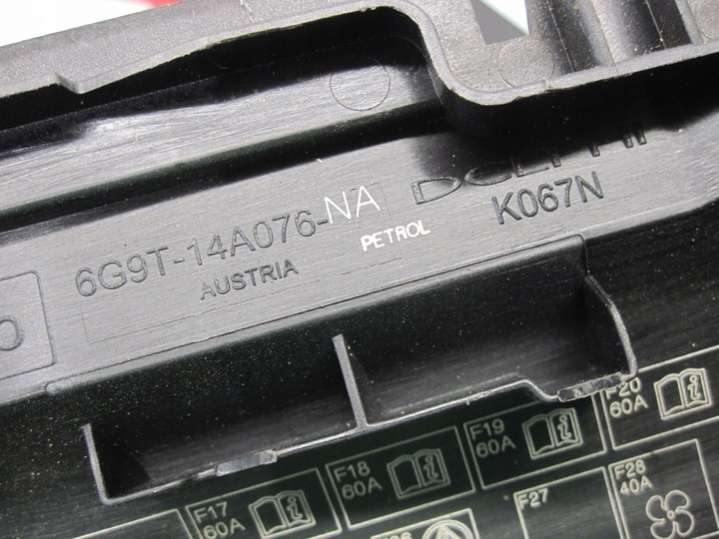 6G9T-14A076-NA
DELPHI
AUSTRIA
PETROL
K067N
F20
60A
F19
60A
F18
60A
F17
60A
F28
40A
F27